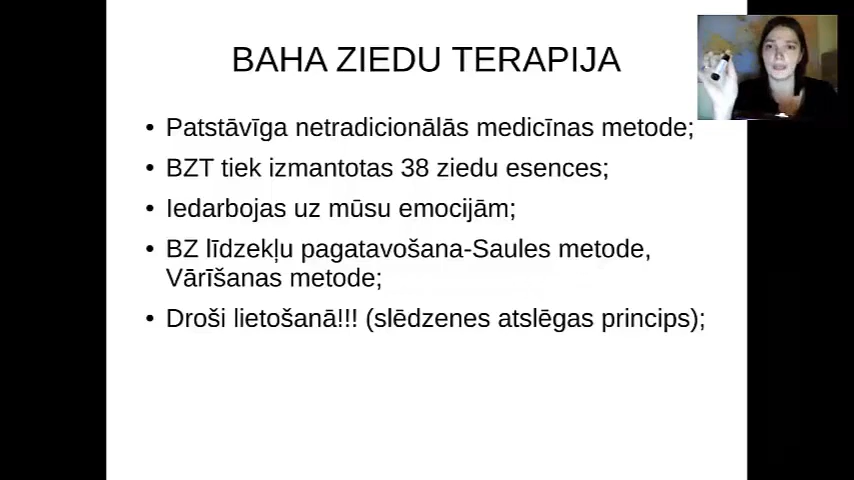 BAHA ZIEDU TERAPIJA
• Patstāvīga netradicionālās medicīnas metode;
• BZT tiek izmantotas 38 ziedu esences;
• Iedarbojas uz mūsu emocijām;
• BZ līdzekļu pagatavošana-Saules metode,
Vārīšanas metode;
• Droši lietošanā!!! (slēdzenes atslēgas princips);